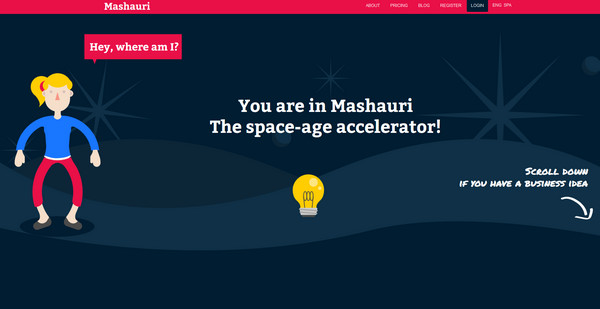 Mashauri
ABOUT PRICING BLOG REGISTER LOGIN ENG SPA
Hey, where am I?
You are in Mashauri
The space-age accelerator!
Scroll down
if you have a business idea